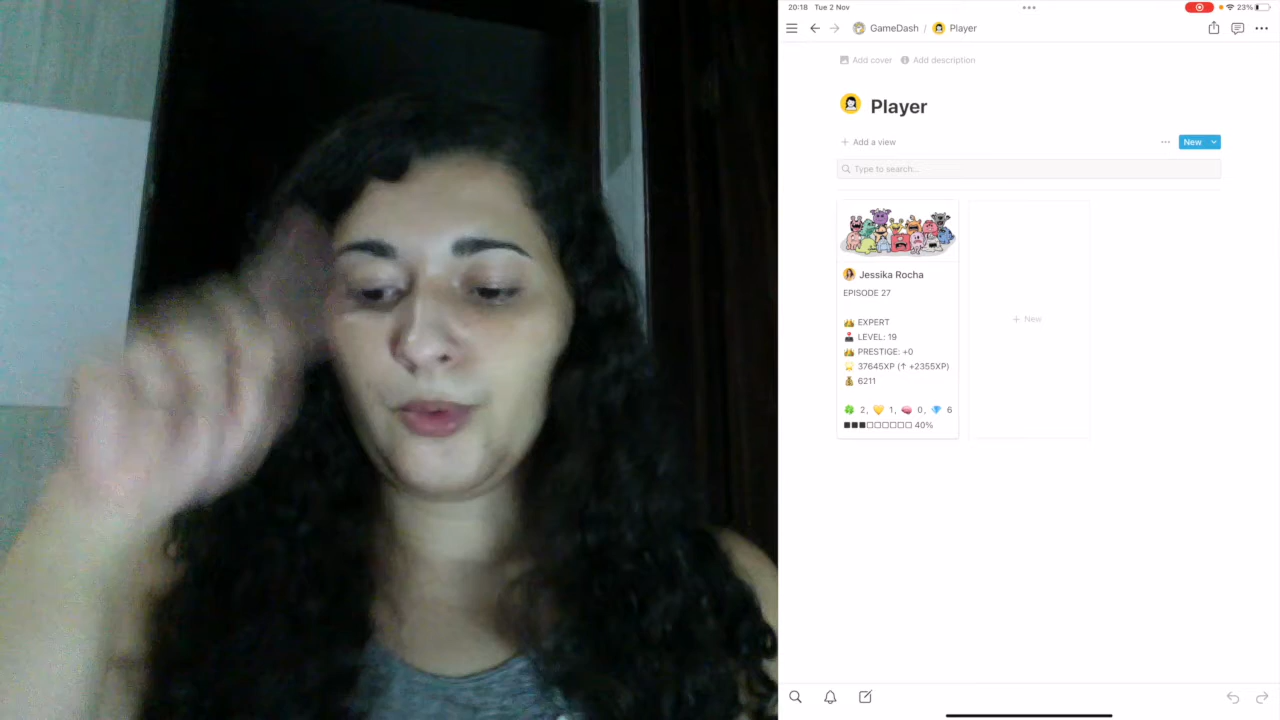 20:18 Tue 2 Nov
23%
GameDash / Player
Add cover Add description
Player
+ Add a view
New
Type to search...
Jessika Rocha
EPISODE 27
EXPERT
LEVEL: 19
PRESTIGE: +0
37645XP (↑ +2355XP)
6211
2, 1, 0, 6
40%
+ New